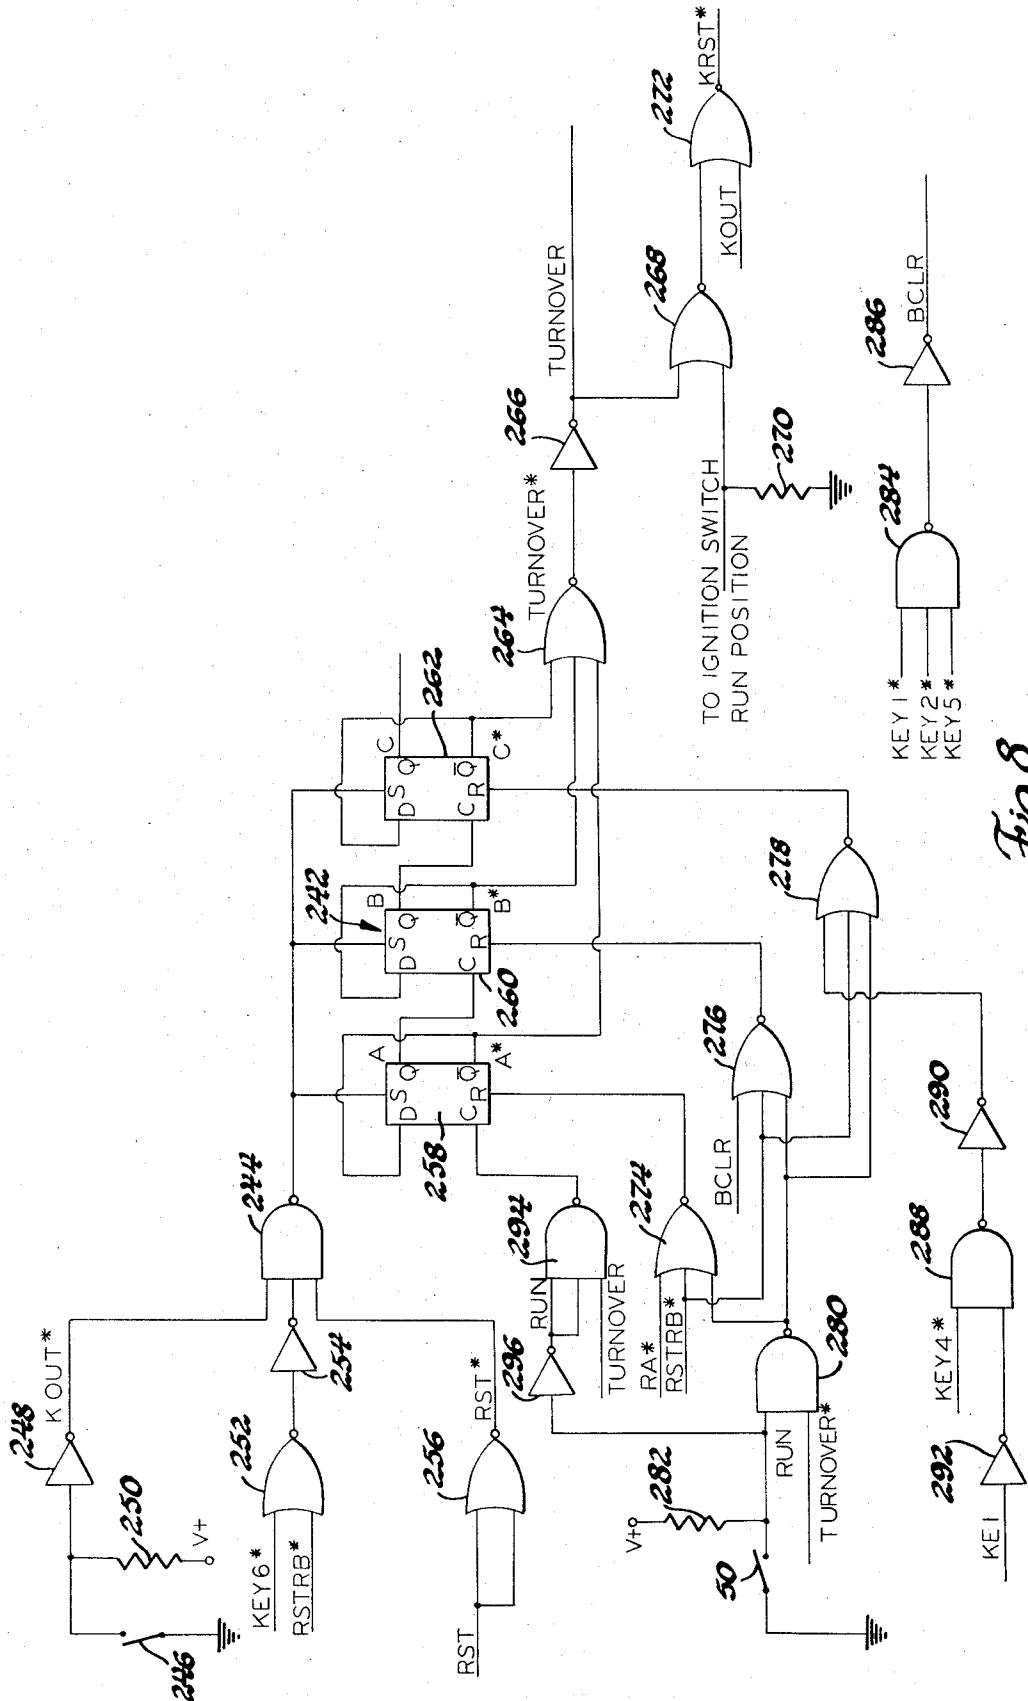 248
KOUT*
250
V+
246
KEY6*
RSTRB*
252
254
244
RST
256
RST*
242
D S Q
C R Q
A
A*
258
D S Q
C R Q
B
B*
260
D S Q
C R Q
C
C*
262
264
TURNOVER*
266
TURNOVER
268
272
KRST*
KOUT
TO IGNITION SWITCH
RUN POSITION
270
296
RUN
294
TURNOVER
RA*
RSTRB*
274
BCLR
276
278
V+
282
50
RUN
TURNOVER*
280
KE1
292
KEY4*
288
290
KEY1*
KEY2*
KEY5*
284
286
BCLR
Fig 8